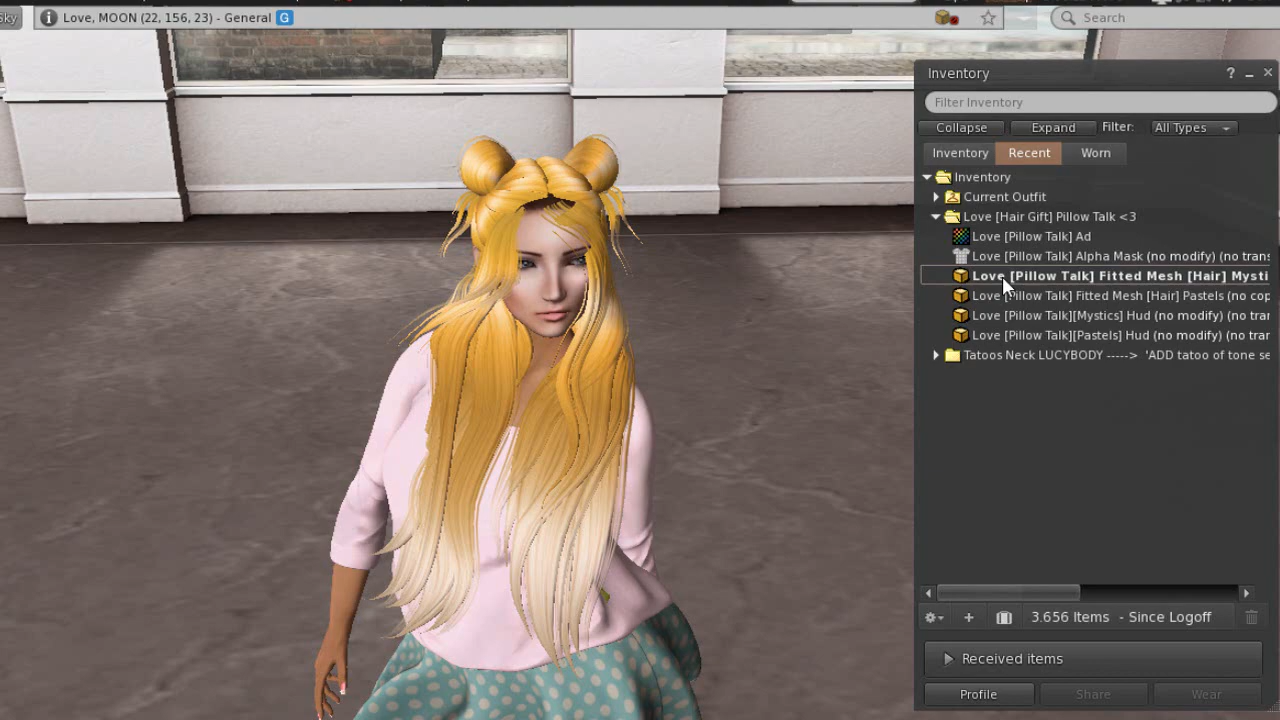 Sky
Love, MOON (22, 156, 23) - General G
Search
Inventory
? _ ×
Filter Inventory
Collapse Expand Filter: All Types
Inventory Recent Worn
Inventory
Current Outfit
Love [Hair Gift] Pillow Talk <3
Love [Pillow Talk] Ad
Love [Pillow Talk] Alpha Mask (no modify) (no trans
Love [Pillow Talk] Fitted Mesh [Hair] Mysti
Love [Pillow Talk] Fitted Mesh [Hair] Pastels (no cop
Love [Pillow Talk][Mystics] Hud (no modify) (no tra
Love [Pillow Talk][Pastels] Hud (no modify) (no tra
Tatoos Neck LUCYBODY -----> 'ADD tatoo of tone se
3.656 Items - Since Logoff
Received items
Profile Share Wear